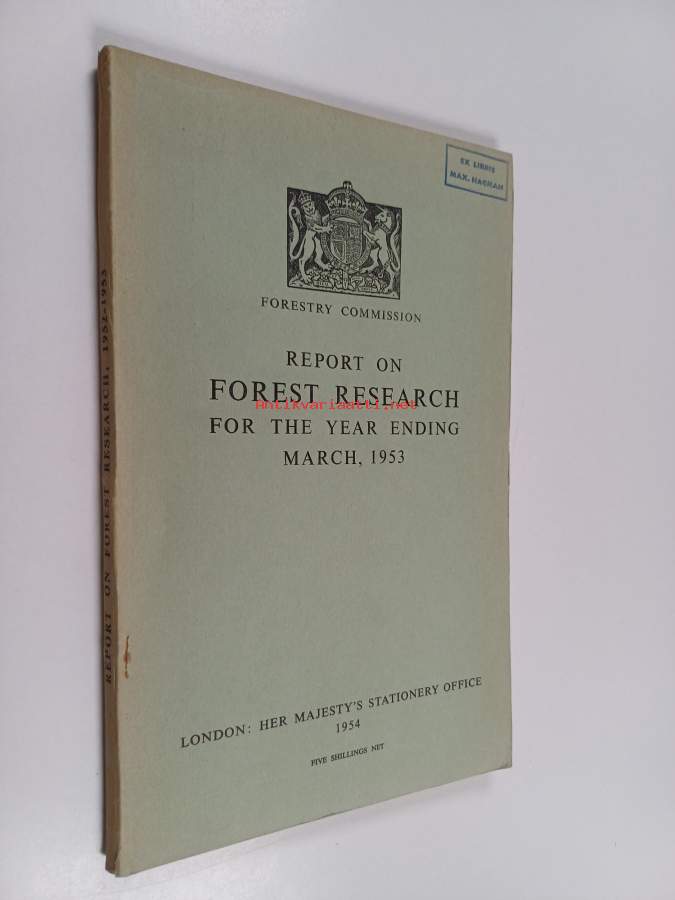 EX LIBRIS
MAX. HAGMAN
FORESTRY COMMISSION
REPORT ON
FOREST RESEARCH
antikvariaatti.net
FOR THE YEAR ENDING
MARCH, 1953
LONDON: HER MAJESTY'S STATIONERY OFFICE
1954
FIVE SHILLINGS NET
REPORT ON FOREST RESEARCH, 1952-1953